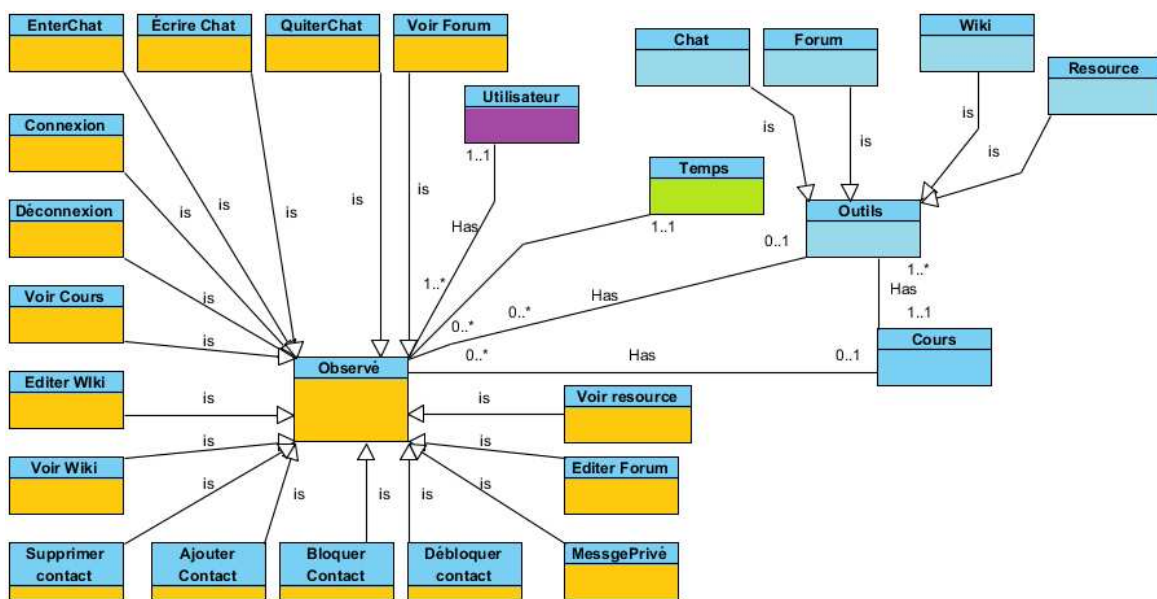 EnterChat
Écrire Chat
QuiterChat
Voir Forum
Chat
Forum
Wiki
Resource
Utilisateur
1..1
Connexion
is
is
is
is
Temps
1..1
is
Déconnexion
is
is
is
is
Has
Outils
0..1
1..*
Has
1..1
Voir Cours
is
1..*
Has
is
0..*
0..*
Observé
Has
0..1
Cours
Editer WIki
is
is
Voir resource
Voir Wiki
is
is
Editer Forum
is
is
is
is
is
Supprimer
contact
Ajouter
Contact
Bloquer
Contact
Débloquer
contact
MessgePrivé